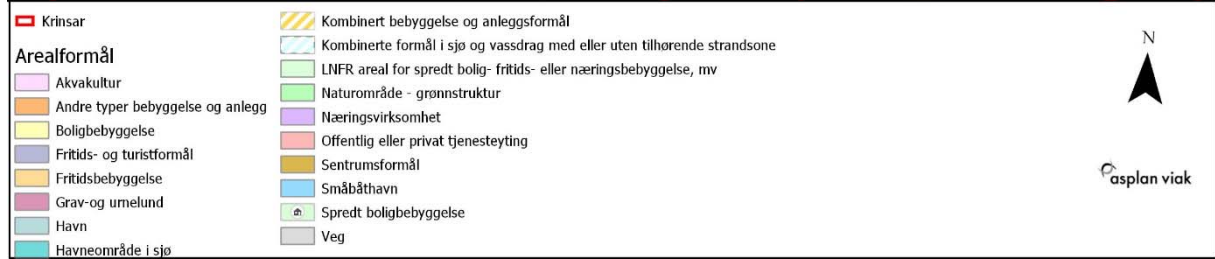 Krinsar
Arealformål
Akvakultur
Andre typer bebyggelse og anlegg
Boligbebyggelse
Fritids- og turistformål
Fritidsbebyggelse
Grav-og urnelund
Havn
Havneområde i sjø
Kombinert bebyggelse og anleggsformål
Kombinerte formål i sjø og vassdrag med eller uten tilhørende strandsone
LNFR areal for spredt bolig- fritids- eller næringsbebyggelse, mv
Naturområde - grønnstruktur
Næringsvirksomhet
Offentlig eller privat tjenesteyting
Sentrumsformål
Småbåthavn
Spredt boligbebyggelse
Veg
N
asplan viak